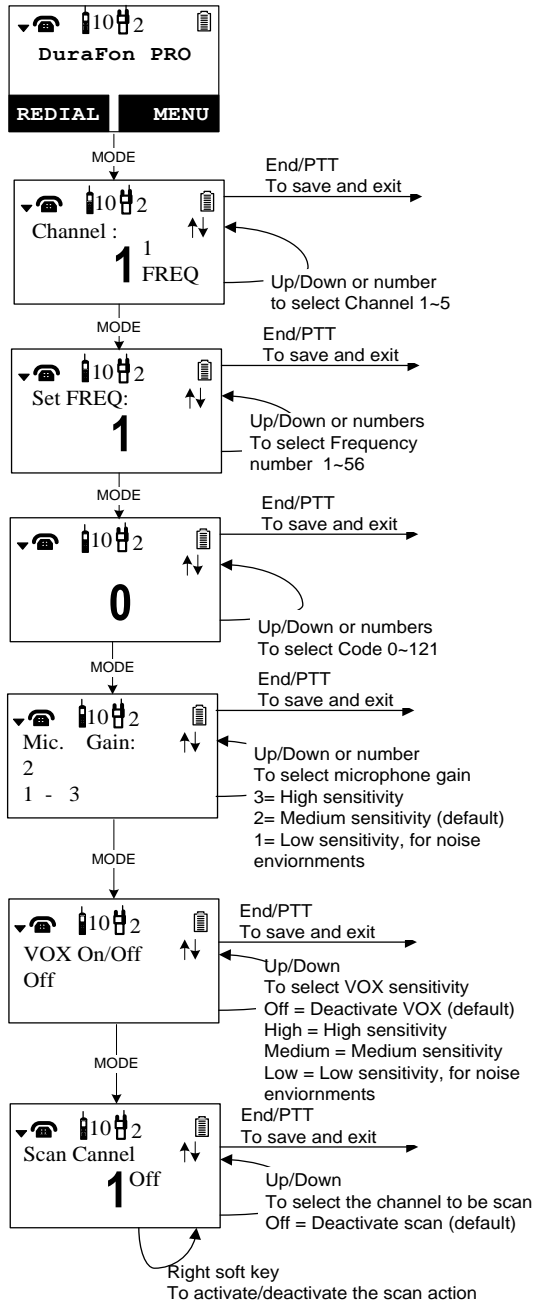 10 2
DuraFon PRO
REDIAL MENU
MODE
End/PTT
To save and exit
10 2
Channel :
1 1
FREQ
Up/Down or number
to select Channel 1~5
MODE
End/PTT
To save and exit
10 2
Set FREQ:
1
Up/Down or numbers
To select Frequency
number 1~56
MODE
End/PTT
To save and exit
10 2
0
Up/Down or numbers
To select Code 0~121
MODE
End/PTT
To save and exit
10 2
Mic. Gain:
2
1 - 3
Up/Down or number
To select microphone gain
3= High sensitivity
2= Medium sensitivity (default)
1= Low sensitivity, for noise
enviornments
MODE
End/PTT
To save and exit
10 2
VOX On/Off
Off
Up/Down
To select VOX sensitivity
Off = Deactivate VOX (default)
High = High sensitivity
Medium = Medium sensitivity
Low = Low sensitivity, for noise
enviornments
MODE
End/PTT
To save and exit
10 2
Scan Cannel
1 Off
Up/Down
To select the channel to be scan
Off = Deactivate scan (default)
Right soft key
To activate/deactivate the scan action